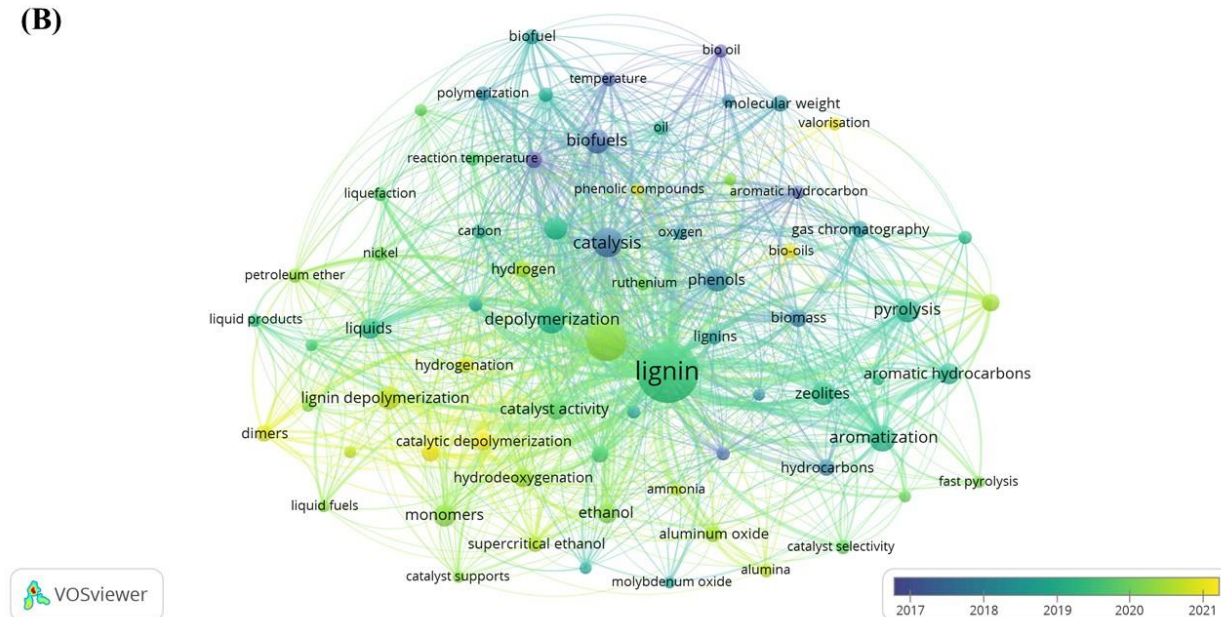 (B)
biofuel
bio oil
temperature
polymerization
molecular weight
valorisation
oil
biofuels
reaction temperature
phenolic compounds
aromatic hydrocarbon
liquefaction
carbon
catalysis
oxygen
gas chromatography
nickel
bio-oils
petroleum ether
hydrogen
ruthenium
phenols
liquid products
liquids
depolymerization
lignins
biomass
pyrolysis
hydrogenation
lignin
aromatic hydrocarbons
lignin depolymerization
catalyst activity
zeolites
dimers
catalytic depolymerization
aromatization
hydrodeoxygenation
hydrocarbons
fast pyrolysis
ammonia
liquid fuels
monomers
ethanol
aluminum oxide
supercritical ethanol
catalyst selectivity
catalyst supports
molybdenum oxide
alumina
VOSviewer
2017 2018 2019 2020 2021